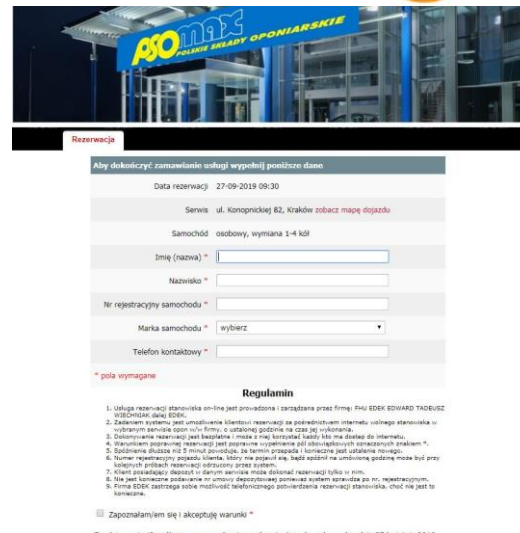 PSOmax
POLSKIE SKŁADY OPONIARSKIE
Rezerwacja
Aby dokończyć zamawianie usługi wypełnij poniższe dane
Data rezerwacji 27-09-2019 09:30
Serwis ul. Konopnickiej 82, Kraków zobacz mapę dojazdu
Samochód osobowy, wymiana 1-4 kół
Imię (nazwa) *
Nazwisko *
Nr rejestracyjny samochodu *
Marka samochodu * wybierz
Telefon kontaktowy *
* pola wymagane
Regulamin
1. Usługa rezerwacji stanowiska on-line jest prowadzona i zarządzana przez firmę: FHU EDEK EDWARD TADEUSZ
WIECHNIAK dalej EDEK.
2. Zadaniem systemu jest umożliwienie klientowi rezerwacji za pośrednictwem internetu wolnego stanowiska w
wybranym serwisie opon w/w firmy, o ustalonej godzinie na czas jej wykonania.
3. Dokonywanie rezerwacji jest bezpłatne i może z niej korzystać każdy kto ma dostęp do internetu.
4. Warunkiem poprawnej rezerwacji jest poprawne wypełnienie pól obowiązkowych oznaczonych znakiem *.
5. Spóźnienie dłuższe niż 5 minut powoduje, że termin przepada i konieczne jest ustalenie nowego.
6. Numer rejestracyjny pojazdu klienta, który nie pojawił się, bądź spóźnił na umówioną godzinę może być przy
kolejnych próbach rezerwacji odrzucony przez system.
7. Klient posiadający depozyt w danym serwisie może dokonać rezerwacji tylko w nim.
8. Nie jest konieczne podawanie nr umowy depozytowej ponieważ system sprawdza po nr. rejestracyjnym.
9. Firma EDEK zastrzega sobie możliwość telefonicznego potwierdzenia rezerwacji stanowiska, choć nie jest to
konieczne.
Zapoznałam/em się i akceptuję warunki *